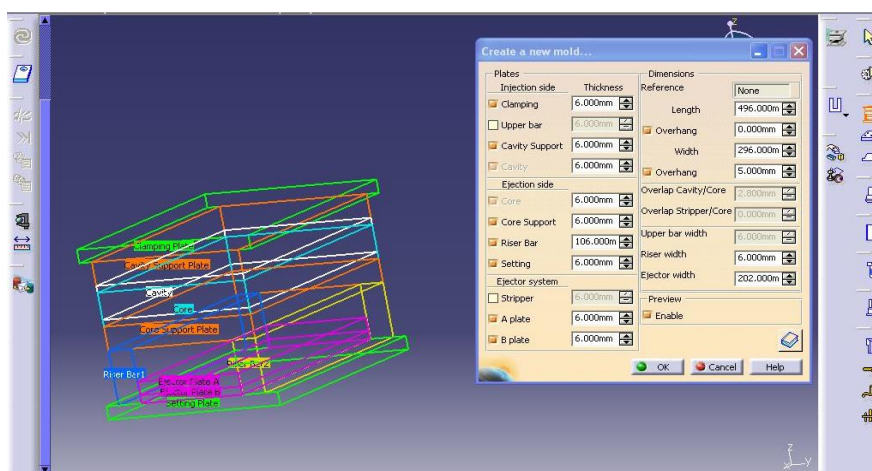 Create a new mold...
Plates
Injection side Thickness
Clamping 6.000mm
Upper bar 6.000mm
Cavity Support 6.000mm
Cavity 6.000mm
Ejection side
Core 6.000mm
Core Support 6.000mm
Riser Bar 106.000m
Setting 6.000mm
Ejector system
Stripper 6.000mm
A plate 6.000mm
B plate 6.000mm
Dimensions
Reference None
Length 496.000m
Overhang 0.000mm
Width 296.000m
Overhang 5.000mm
Overlap Cavity/Core 2.800mm
Overlap Stripper/Core 0.000mm
Upper bar width 6.000mm
Riser width 6.000mm
Ejector width 202.000m
Preview
Enable
OK Cancel Help
Clamping Plate
Cavity Support Plate
Cavity
Core
Core Support Plate
Riser Bar2
Riser Bar1
Ejector Plate A
Ejector Plate B
Setting Plate
z
z
y